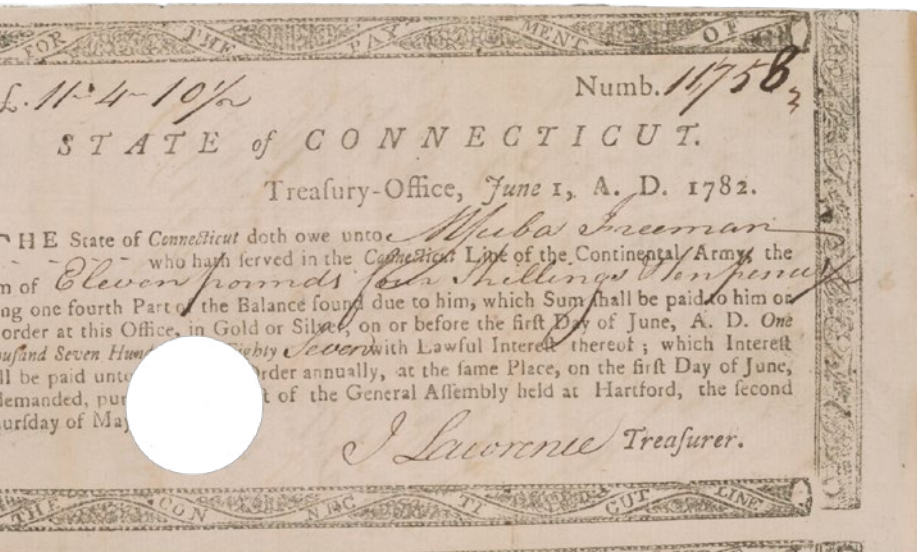 FOR THE PAY MENT OF
£. 11-4-10½ Numb. 11,758
STATE of CONNECTICUT.
Treaſury-Office, June 1, A. D. 1782.
HE State of Connecticut doth owe unto Freeman
who hath ſerved in the Connecticut Line of the Continental Army the
m of Eleven pounds four Shillings & tenpence
ng one fourth Part of the Balance found due to him, which Sum ſhall be paid to him or
order at this Office, in Gold or Silver, on or before the firſt Day of June, A. D. One
ouſand Seven Hund Eighty Seven with Lawful Intereſt thereof ; which Intereſt
ll be paid unto Order annually, at the ſame Place, on the firſt Day of June,
demanded, pur t of the General Aſſembly held at Hartford, the ſecond
urſday of May
J Lawrence Treaſurer.
THE CON NEC TI CUT LINE